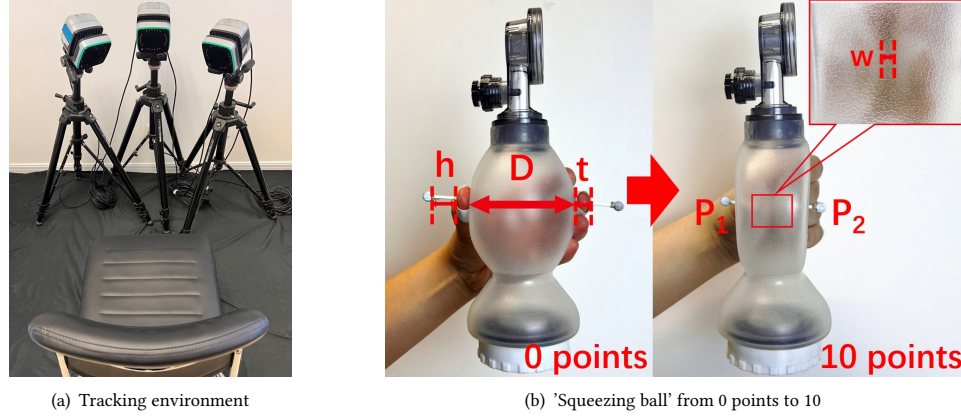 h
D
t
w
P1
P2
0 points
10 points
(a) Tracking environment
(b) 'Squeezing ball' from 0 points to 10